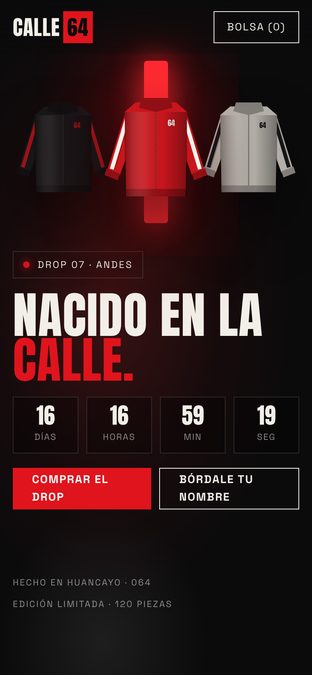 CALLE 64
BOLSA (0)
64
64
64
DROP 07 · ANDES
NACIDO EN LA
CALLE.
16 16 59 19
DÍAS HORAS MIN SEG
COMPRAR EL
DROP
BÓRDALE TU
NOMBRE
HECHO EN HUANCAYO · 064
EDICIÓN LIMITADA · 120 PIEZAS